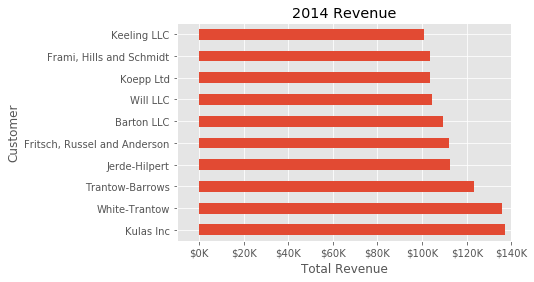 2014 Revenue
Customer
Keeling LLC
Frami, Hills and Schmidt
Koepp Ltd
Will LLC
Barton LLC
Fritsch, Russel and Anderson
Jerde-Hilpert
Trantow-Barrows
White-Trantow
Kulas Inc
$0K $20K $40K $60K $80K $100K $120K $140K
Total Revenue